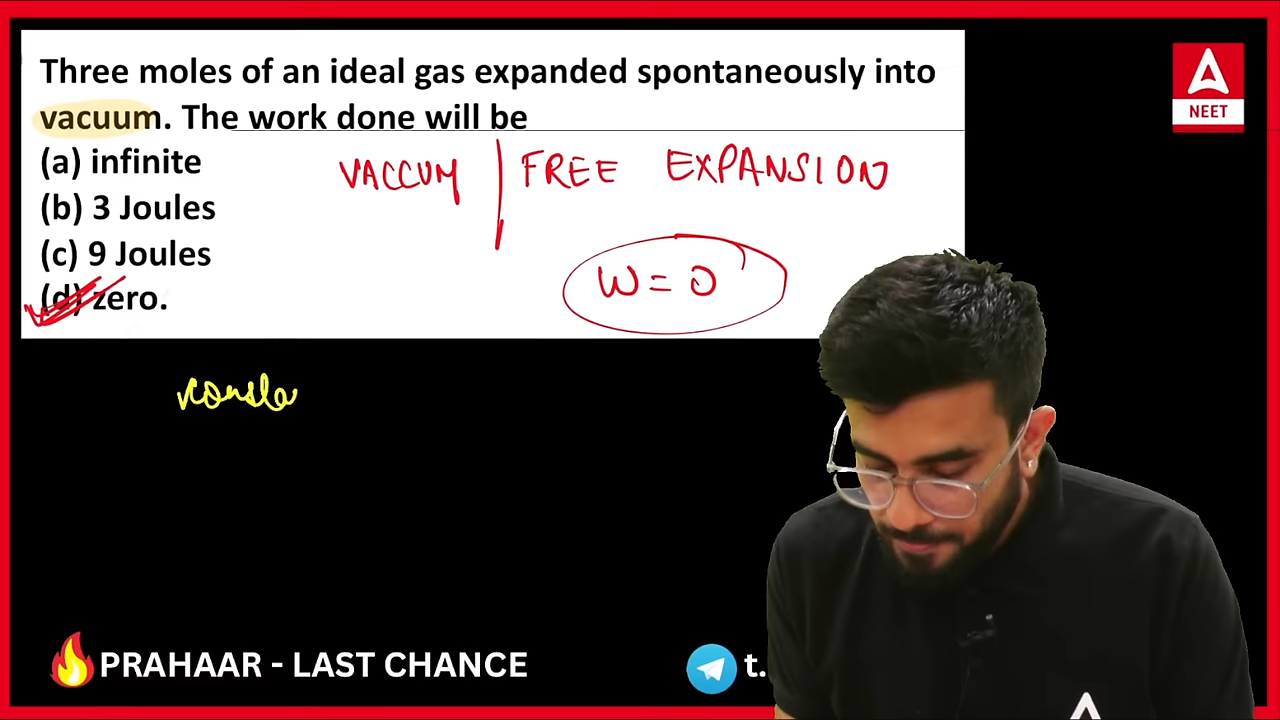 Three moles of an ideal gas expanded spontaneously into
vacuum. The work done will be
(a) infinite
(b) 3 Joules
(c) 9 Joules
(d) zero.
VACCUM | FREE EXPANSION
W = 0
A
NEET
PRAHAAR - LAST CHANCE
t.